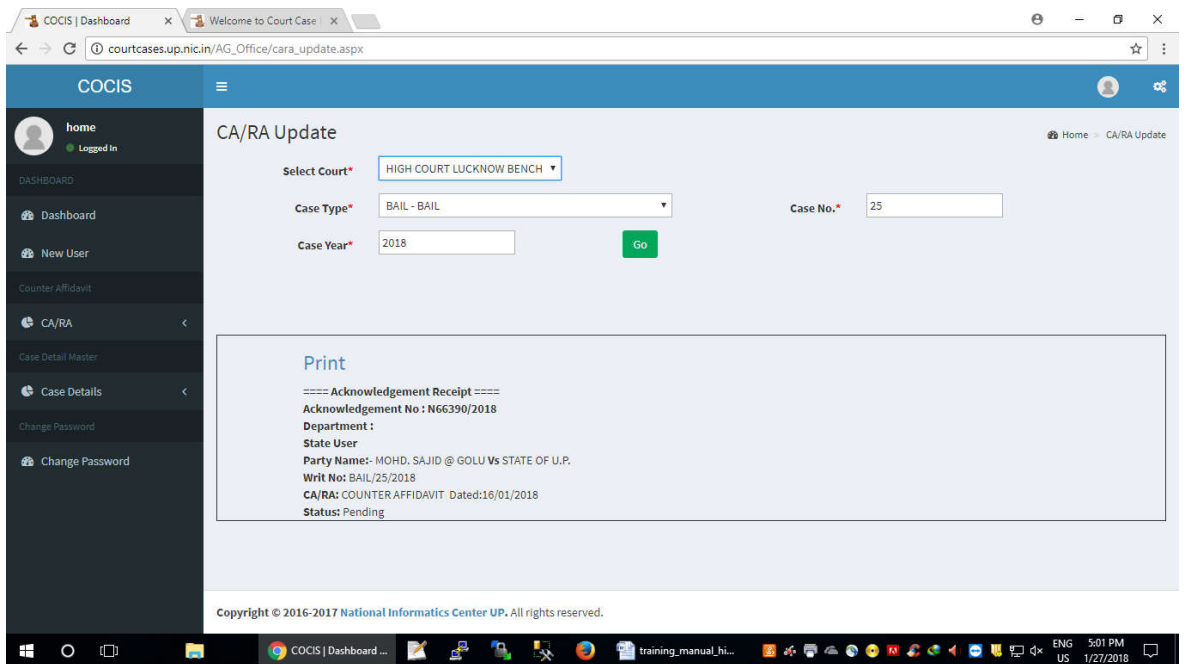 COCIS | Dashboard
Welcome to Court Case
courtcases.up.nic.in/AG_Office/cara_update.aspx
COCIS
home
Logged In
DASHBOARD
Dashboard
New User
Counter Affidavit
CA/RA
Case Detail Master
Case Details
Change Password
Change Password
CA/RA Update
Home > CA/RA Update
Select Court* HIGH COURT LUCKNOW BENCH
Case Type* BAIL - BAIL Case No.* 25
Case Year* 2018 Go
Print
==== Acknowledgement Receipt ====
Acknowledgement No : N66390/2018
Department :
State User
Party Name:- MOHD. SAJID @ GOLU Vs STATE OF U.P.
Writ No: BAIL/25/2018
CA/RA: COUNTER AFFIDAVIT Dated:16/01/2018
Status: Pending
Copyright © 2016-2017 National Informatics Center UP. All rights reserved.
COCIS | Dashboard ...
training_manual_hi...
ENG 5:01 PM
US 1/27/2018